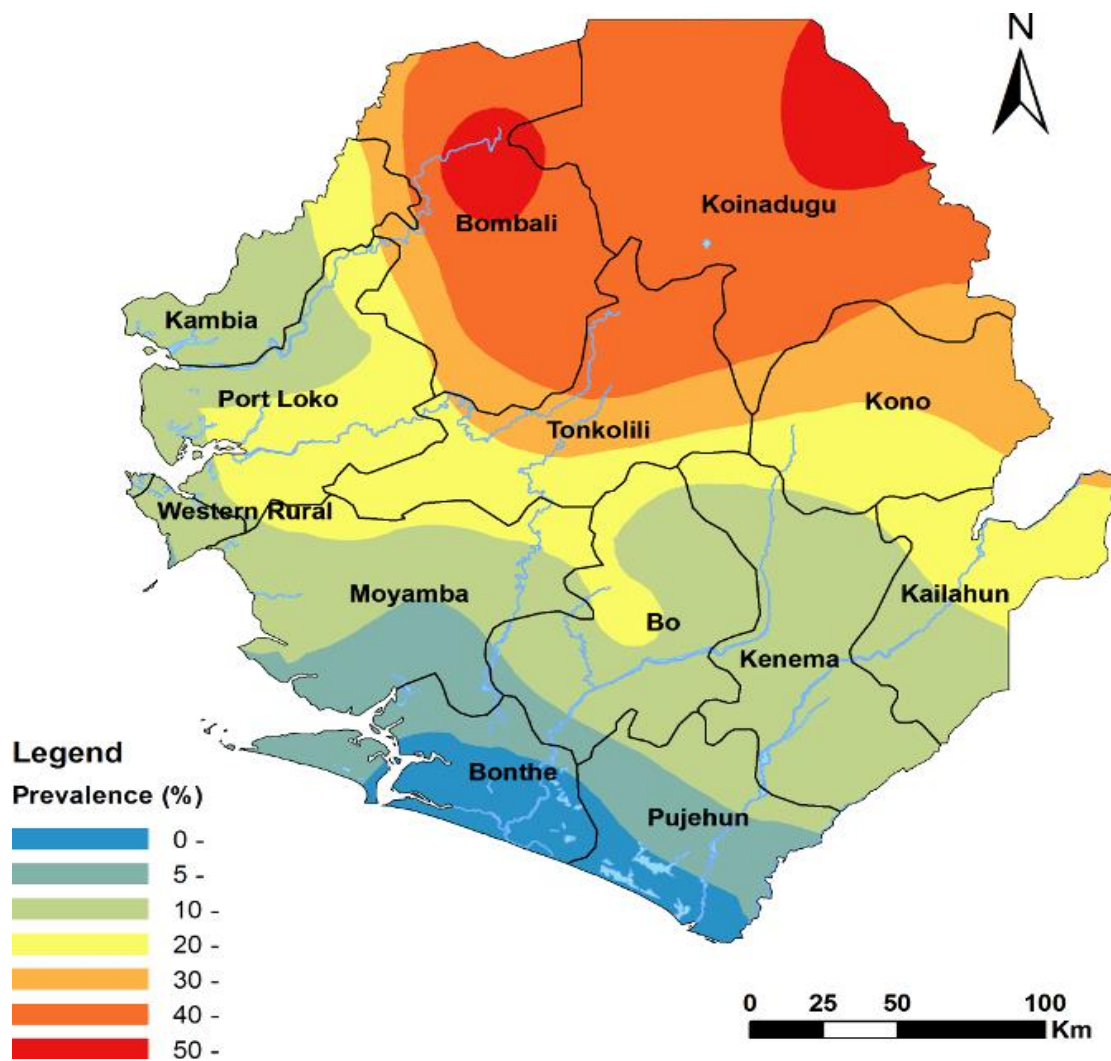 N
Koinadugu
Bombali
Kambia
Port Loko
Kono
Tonkolili
Western Rural
Moyamba
Kailahun
Bo
Kenema
Legend
Bonthe
Prevalence (%)
Pujehun
0 -
5 -
10 -
20 -
30 -
40 -
50 -
0 25 50 100
Km